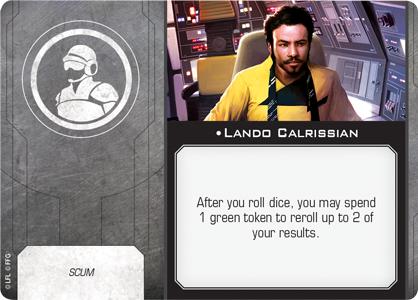 •Lando Calrissian
After you roll dice, you may spend
1 green token to reroll up to 2 of
your results.
SCUM
© LFL © FFG